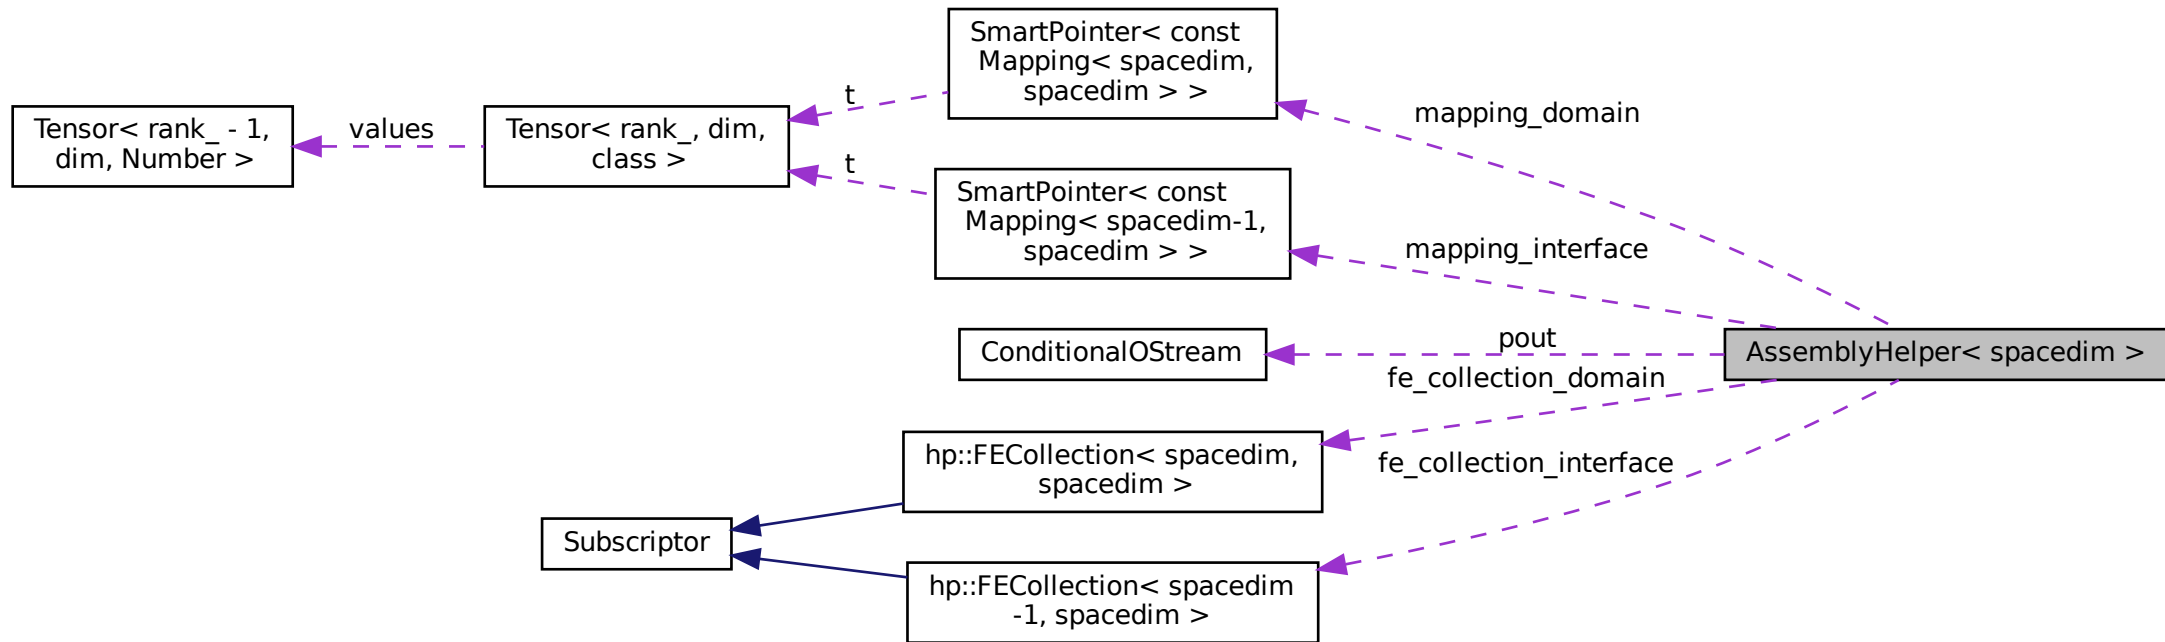 SmartPointer< const
Mapping< spacedim,
spacedim > >
mapping_domain
t
Tensor< rank_ - 1,
dim, Number >
values
Tensor< rank_, dim,
class >
t
SmartPointer< const
Mapping< spacedim-1,
spacedim > >
mapping_interface
ConditionalOStream
pout
AssemblyHelper< spacedim >
fe_collection_domain
hp::FECollection< spacedim,
spacedim >
fe_collection_interface
Subscriptor
hp::FECollection< spacedim
-1, spacedim >